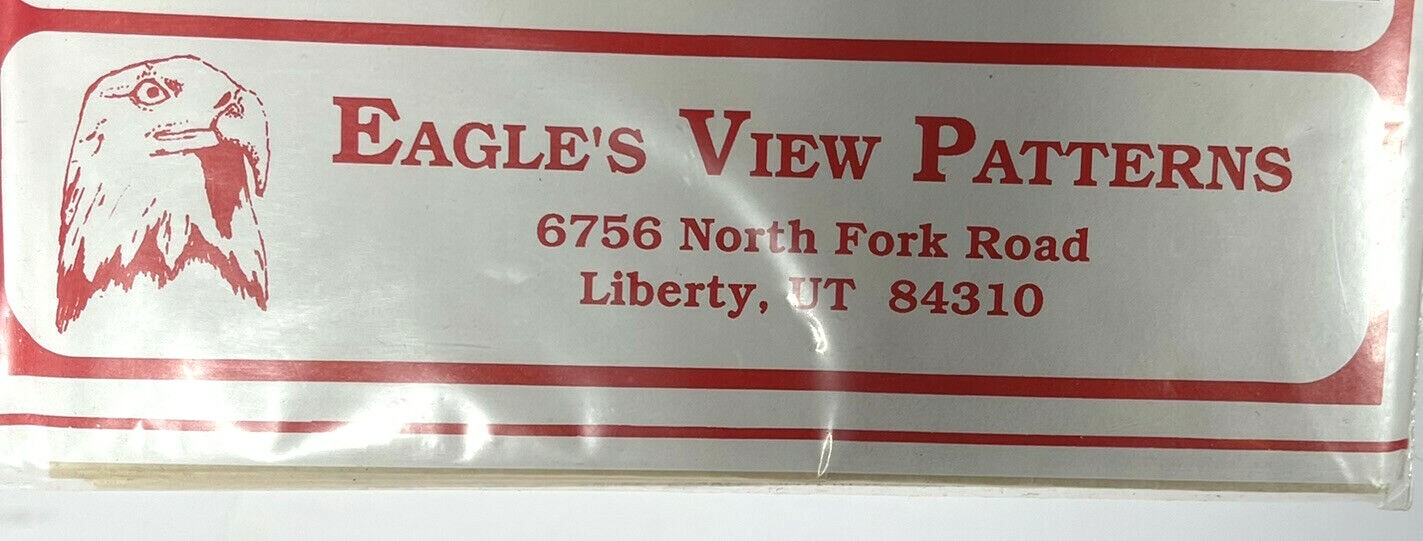 EAGLE'S VIEW PATTERNS
6756 North Fork Road
Liberty, UT 84310